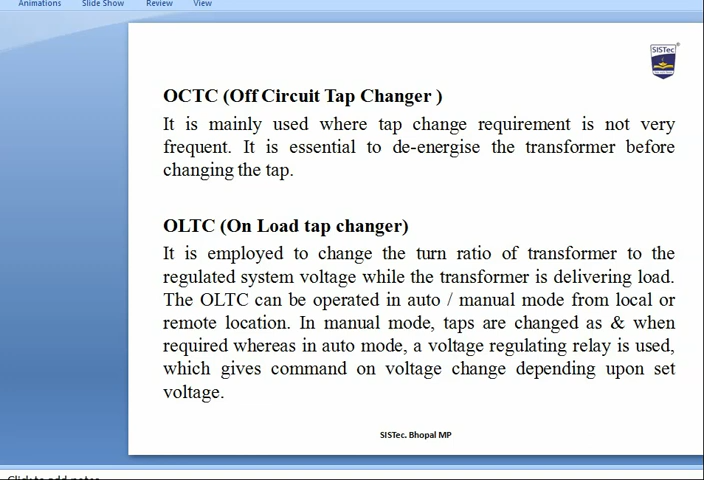 Animations Slide Show Review View
SISTec
OCTC (Off Circuit Tap Changer )
It is mainly used where tap change requirement is not very
frequent. It is essential to de-energise the transformer before
changing the tap.
OLTC (On Load tap changer)
It is employed to change the turn ratio of transformer to the
regulated system voltage while the transformer is delivering load.
The OLTC can be operated in auto / manual mode from local or
remote location. In manual mode, taps are changed as & when
required whereas in auto mode, a voltage regulating relay is used,
which gives command on voltage change depending upon set
voltage.
SISTec. Bhopal MP
Click to add notes